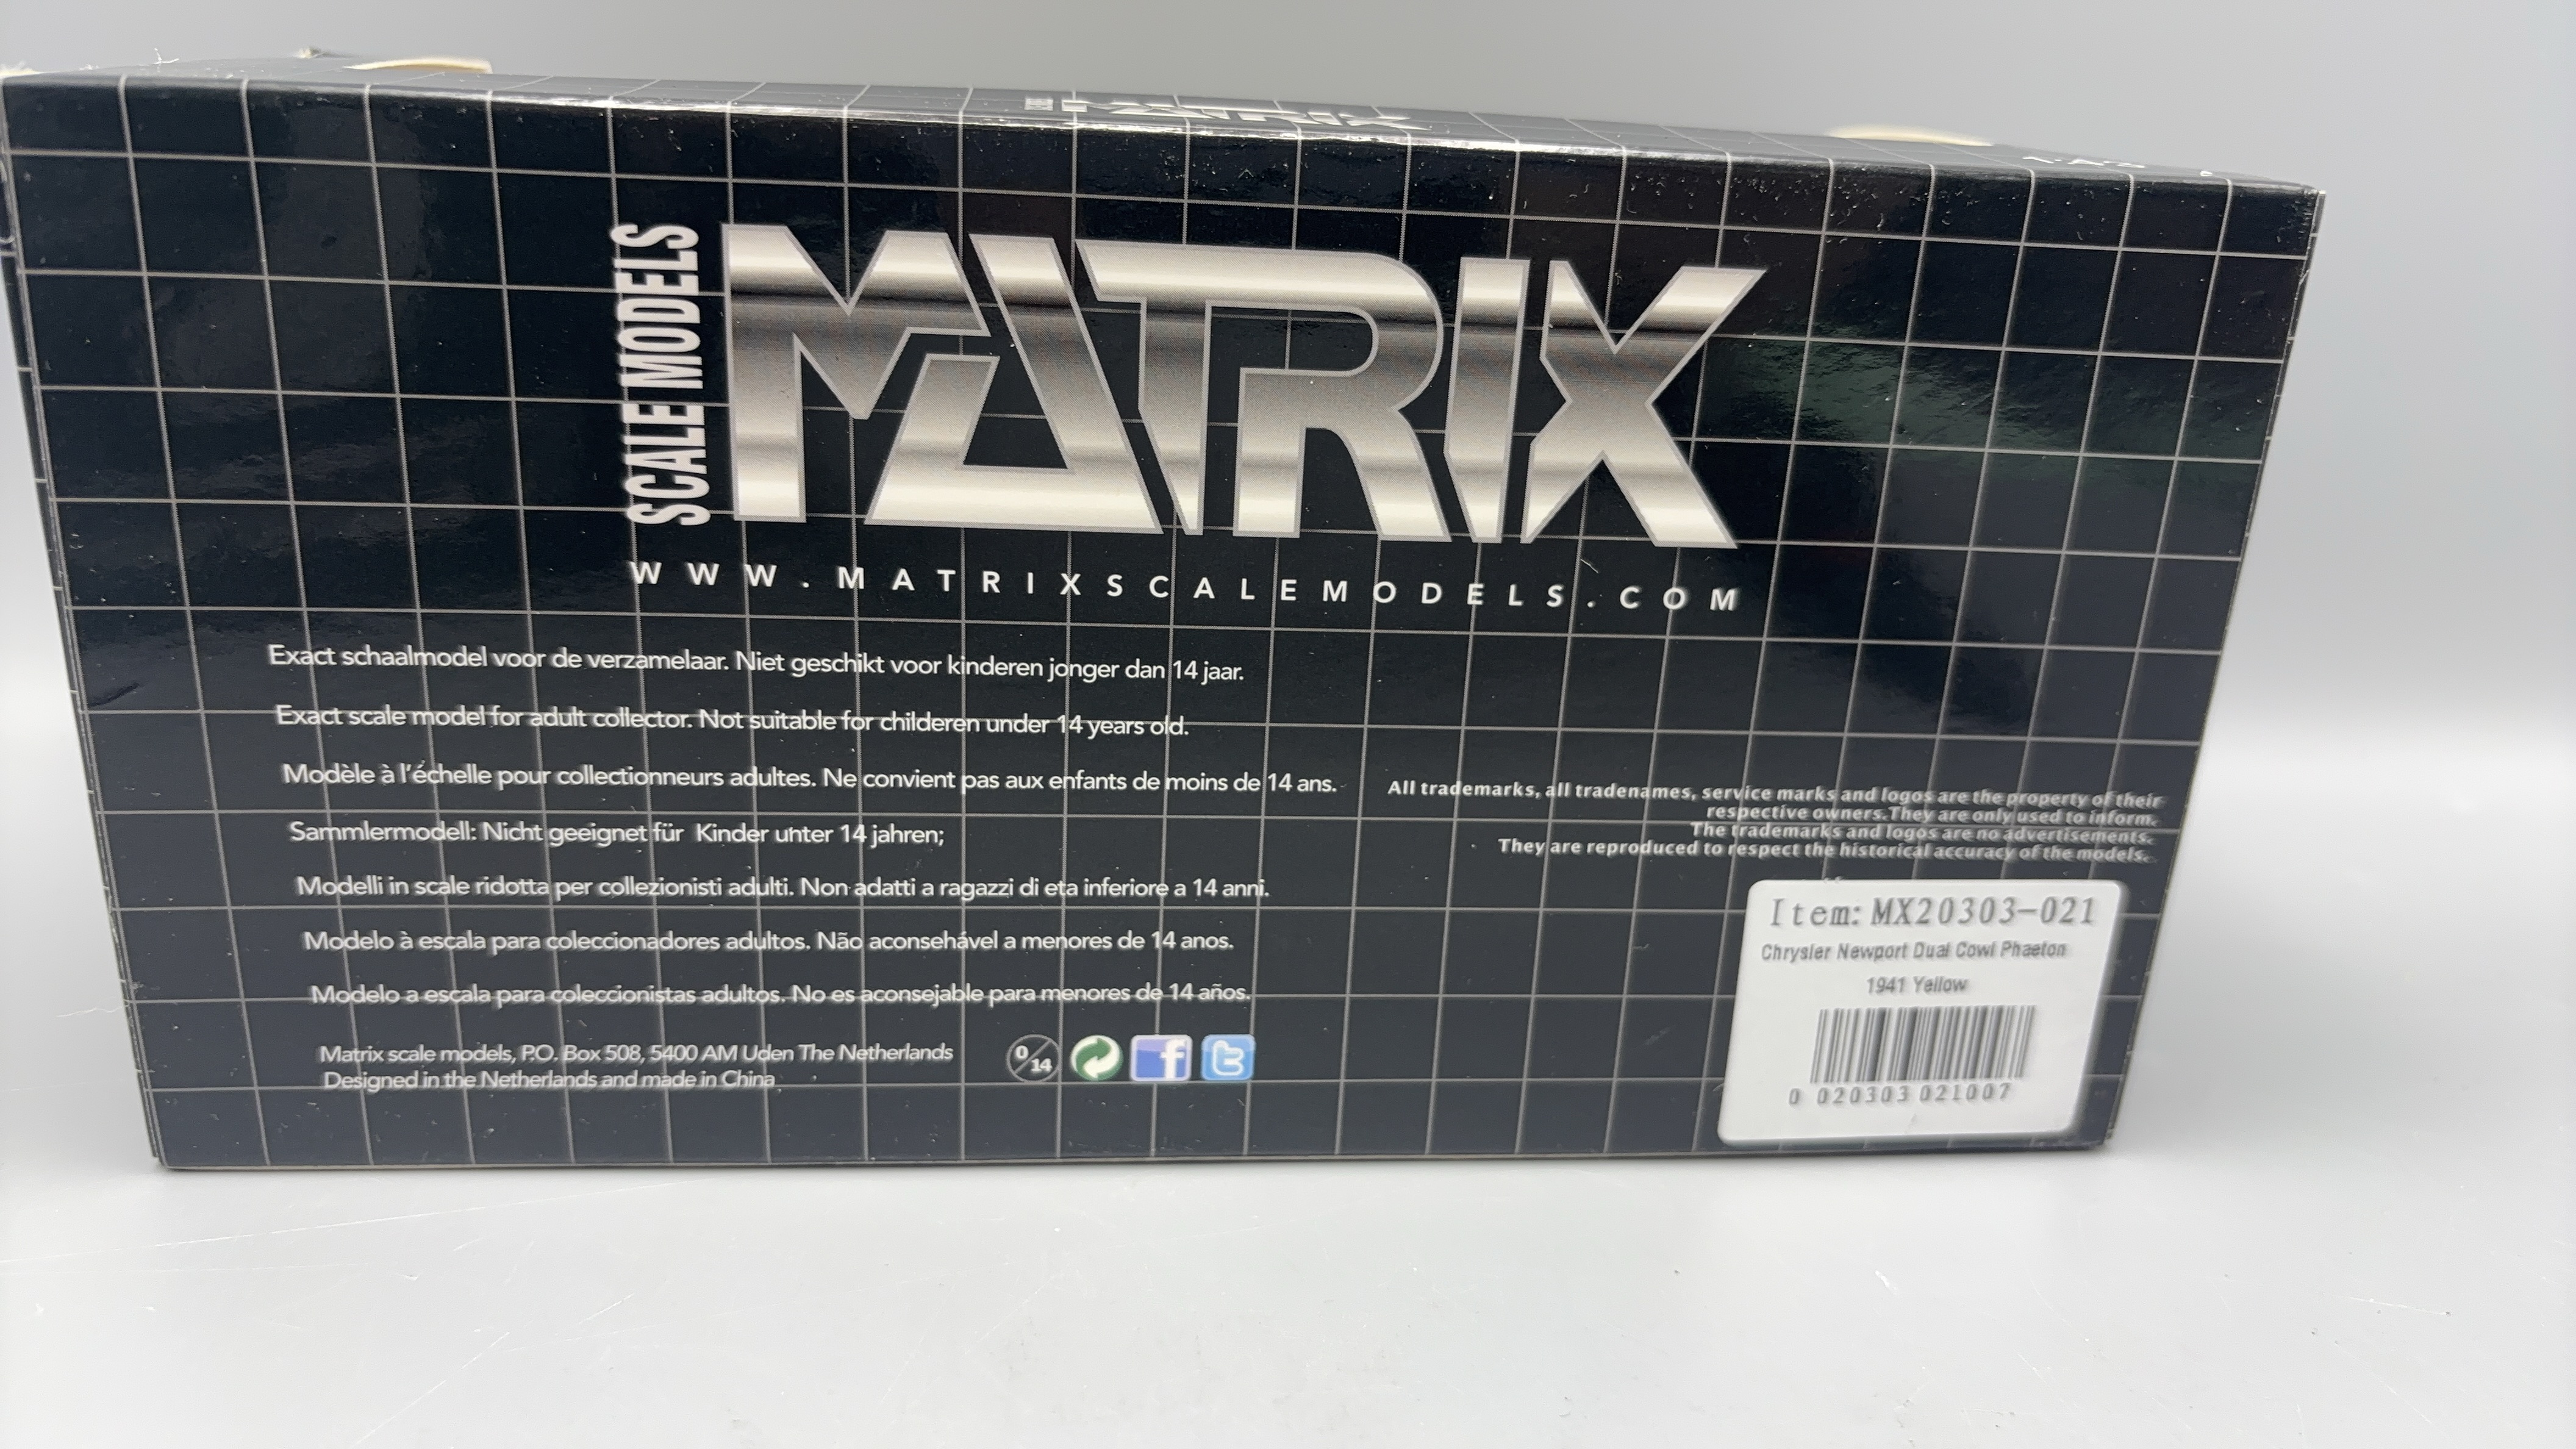 MATRIX
1:43
SCALE MODELS
MATRIX
WWW.MATRIXSCALEMODELS.COM
Exact schaalmodel voor de verzamelaar. Niet geschikt voor kinderen jonger dan 14 jaar.
Exact scale model for adult collector. Not suitable for childeren under 14 years old.
Modèle à l'échelle pour collectionneurs adultes. Ne convient pas aux enfants de moins de 14 ans.
Sammlermodell: Nicht geeignet für Kinder unter 14 jahren;
Modelli in scale ridotta per collezionisti adulti. Non adatti a ragazzi di eta inferiore a 14 anni.
Modelo à escala para coleccionadores adultos. Não aconsehável a menores de 14 anos.
Modelo a escala para coleccionistas adultos. No es aconsejable para menores de 14 años.
Matrix scale models, P.O. Box 508, 5400 AM Uden The Netherlands
Designed in the Netherlands and made in China
0/14
All trademarks, all tradenames, service marks and logos are the property of their
respective owners.They are only used to inform.
The trademarks and logos are no advertisements.
They are reproduced to respect the historical accuracy of the models.
Item: MX20303-021
Chrysler Newport Dual Cowl Phaeton
1941 Yellow
0 020303 021007